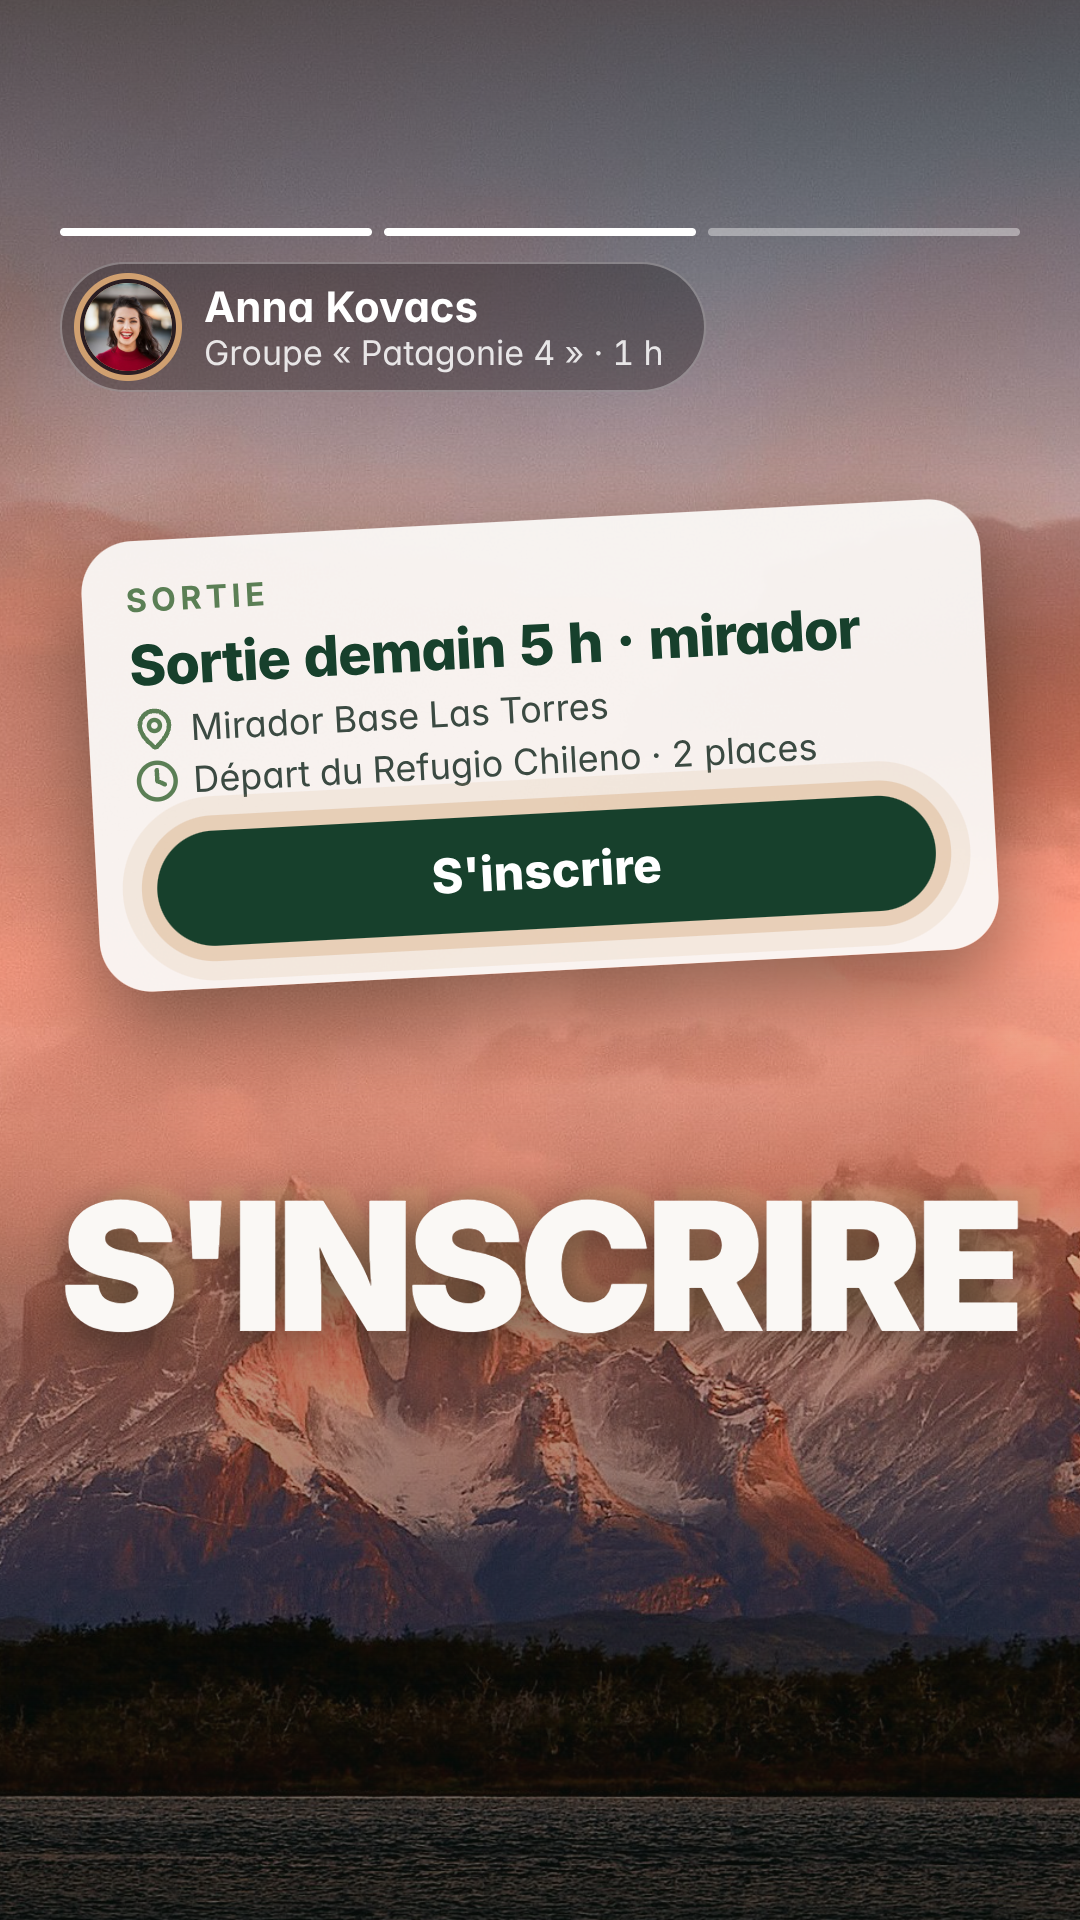 Anna Kovacs
Groupe « Patagonie 4 » · 1 h
SORTIE
Sortie demain 5 h · mirador
Mirador Base Las Torres
Départ du Refugio Chileno · 2 places
S'inscrire
S'INSCRIRE